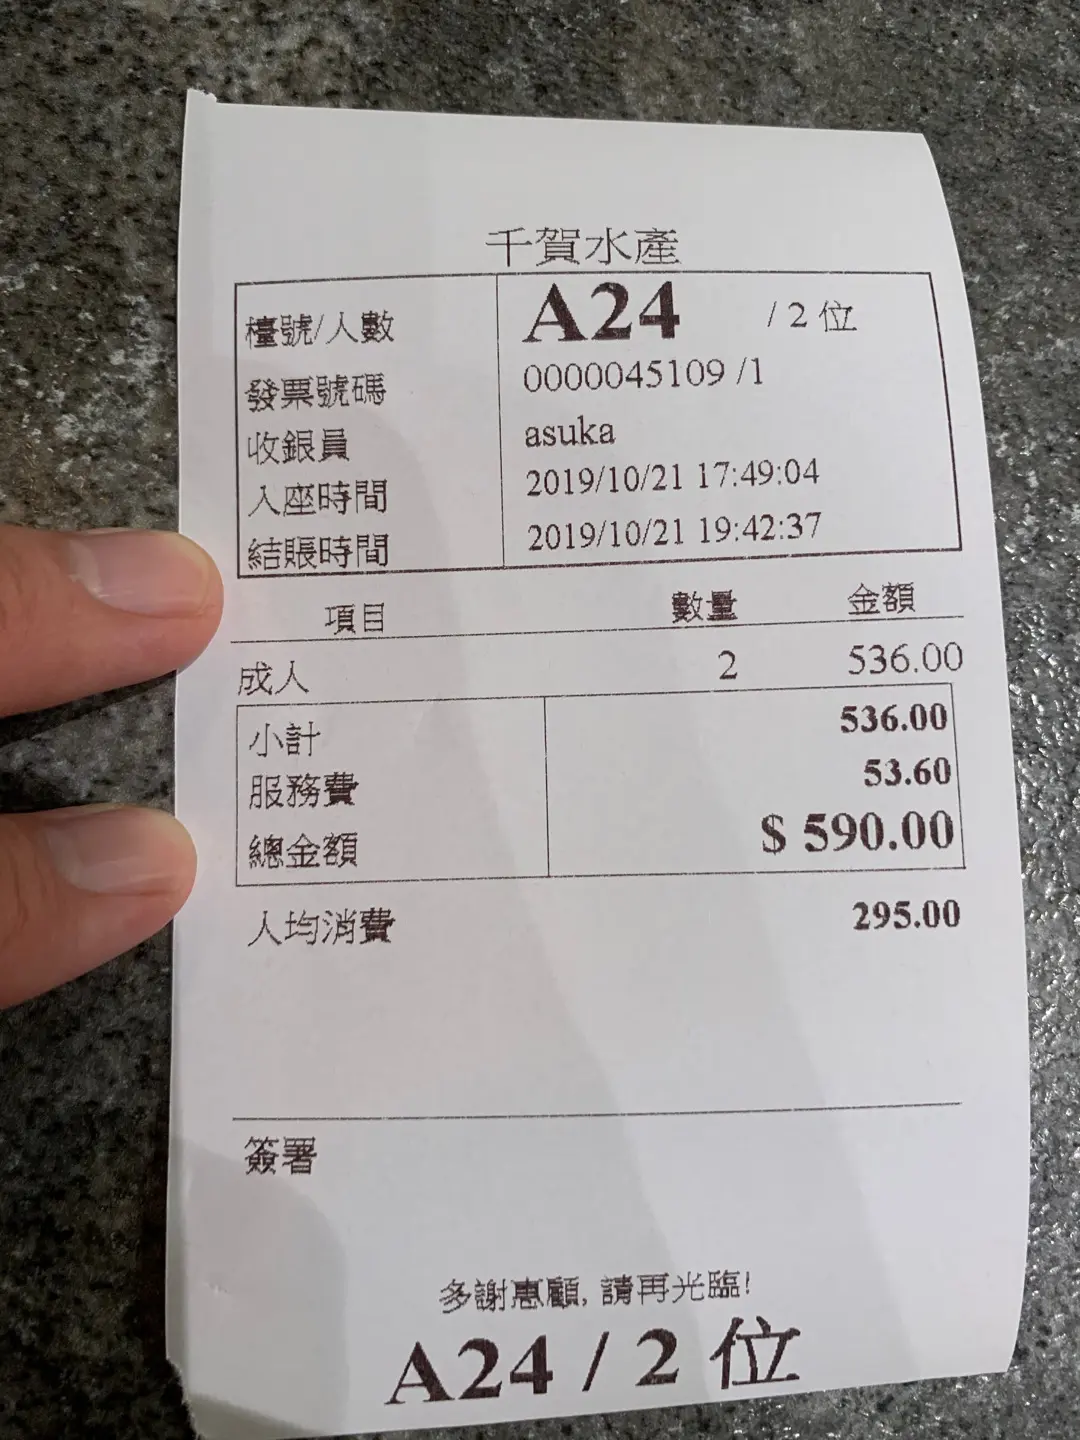 千賀水產
檯號/人數 A24 / 2 位
發票號碼 0000045109 /1
收銀員 asuka
入座時間 2019/10/21 17:49:04
結賬時間 2019/10/21 19:42:37
項目 數量 金額
成人 2 536.00
小計 536.00
服務費 53.60
總金額 $ 590.00
人均消費 295.00
簽署
多謝惠顧, 請再光臨!
A24 / 2 位